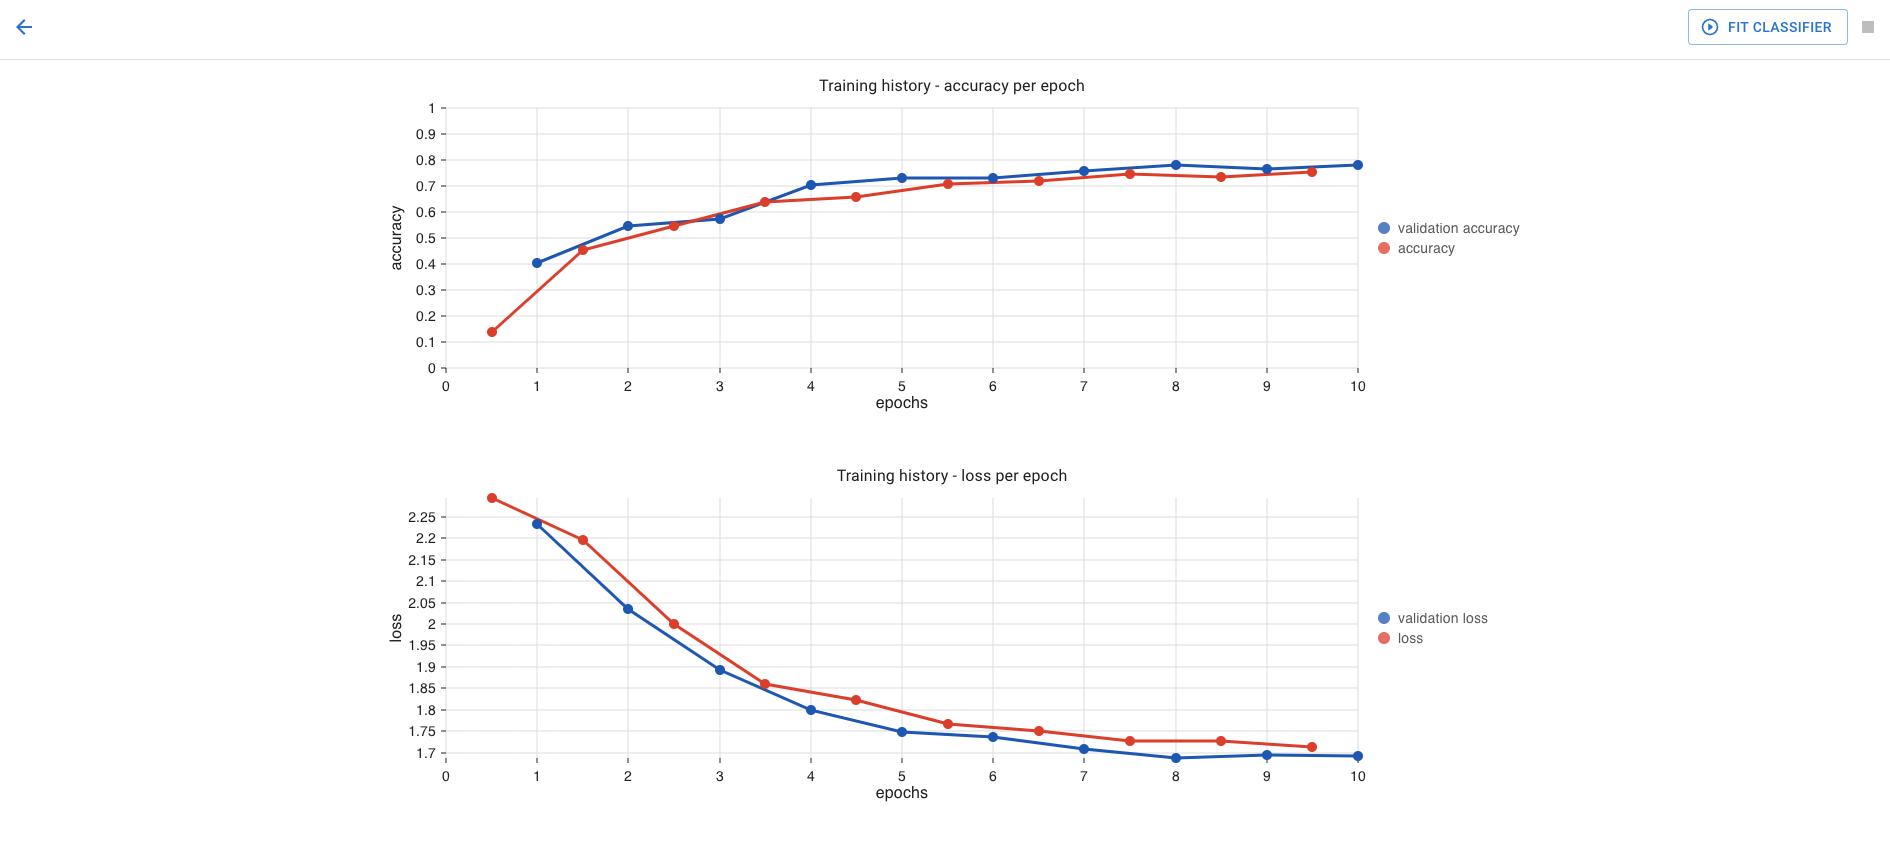 FIT CLASSIFIER
Training history - accuracy per epoch
1
0.9
0.8
0.7
0.6
0.5
0.4
0.3
0.2
0.1
0
accuracy
0 1 2 3 4 5 6 7 8 9 10
epochs
validation accuracy
accuracy
Training history - loss per epoch
2.25
2.2
2.15
2.1
2.05
2
1.95
1.9
1.85
1.8
1.75
1.7
loss
0 1 2 3 4 5 6 7 8 9 10
epochs
validation loss
loss